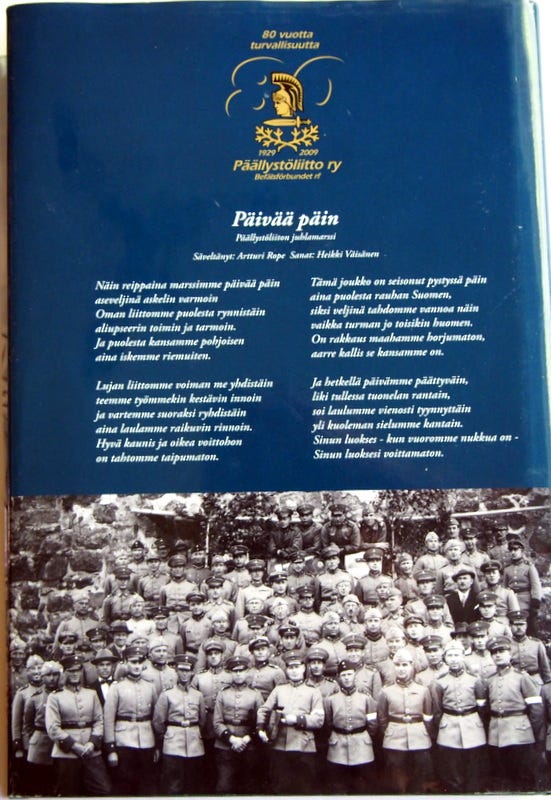 80 vuotta
turvallisuutta
1929 2009
Päällystöliitto ry
Befälsförbundet rf
Päivää päin
Päällystöliiton juhlamarssi
Säveltänyt: Artturi Rope Sanat: Heikki Väisänen
Näin reippaina marssimme päivää päin
aseveljinä askelin varmoin
Oman liittomme puolesta rynnistäin
aliupseerin toimin ja tarmoin.
Ja puolesta kansamme pohjoisen
aina iskemme riemuiten.
Lujan liittomme voiman me yhdistäin
teemme työmmekin kestävin innoin
ja vartemme suoraksi ryhdistäin
aina laulamme raikuvin rinnoin.
Hyvä kaunis ja oikea voittohon
on tahtomme taipumaton.
Tämä joukko on seisonut pystyssä päin
aina puolesta rauhan Suomen,
siksi veljinä tahdomme vannoa näin
vaikka turman jo toisikin huomen.
On rakkaus maahamme horjumaton,
aarre kallis se kansamme on.
Ja hetkellä päivämme päättyväin,
liki tullessa tuonelan rantain,
soi laulumme vienosti tyynnyttäin
yli kuoleman sielumme kantain.
Sinun luokses - kun vuoromme nukkua on -
Sinun luoksesi voittamaton.